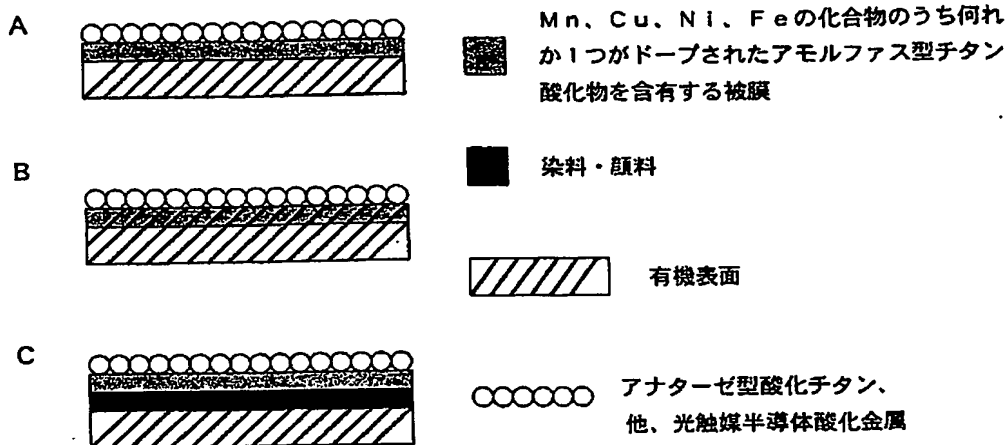 A
Mn、Cu、Ni、Feの化合物のうち何れ
か1つがドープされたアモルファス型チタン
酸化物を含有する被膜
B
染料・顔料
有機表面
C
アナターゼ型酸化チタン、
他、光触媒半導体酸化金属